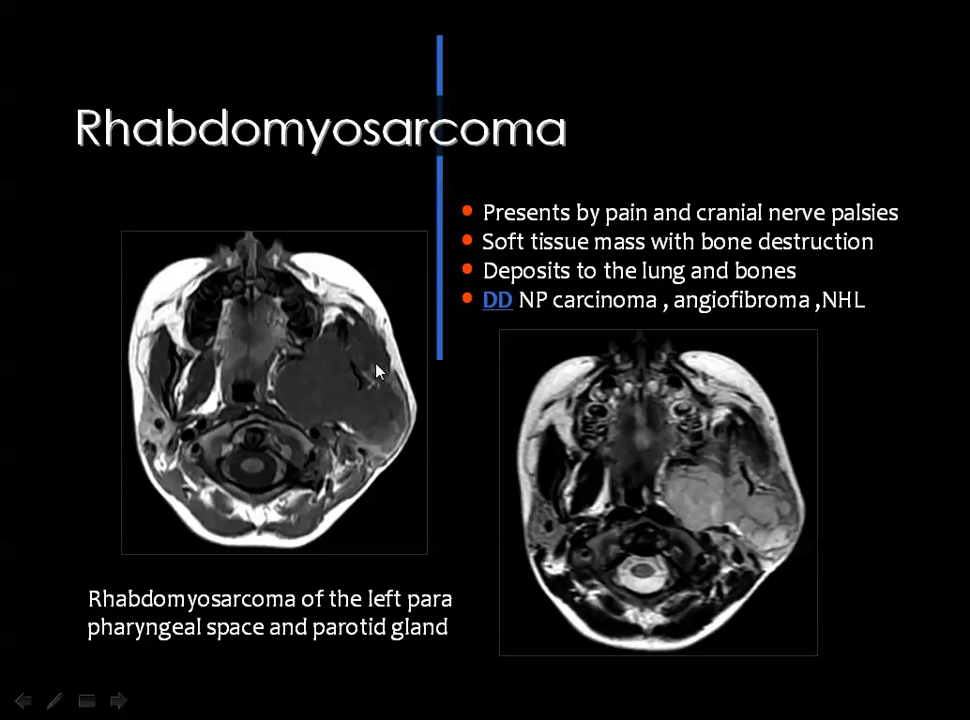 Rhabdomyosarcoma
Presents by pain and cranial nerve palsies
Soft tissue mass with bone destruction
Deposits to the lung and bones
DD NP carcinoma , angiofibroma ,NHL
Rhabdomyosarcoma of the left para
pharyngeal space and parotid gland